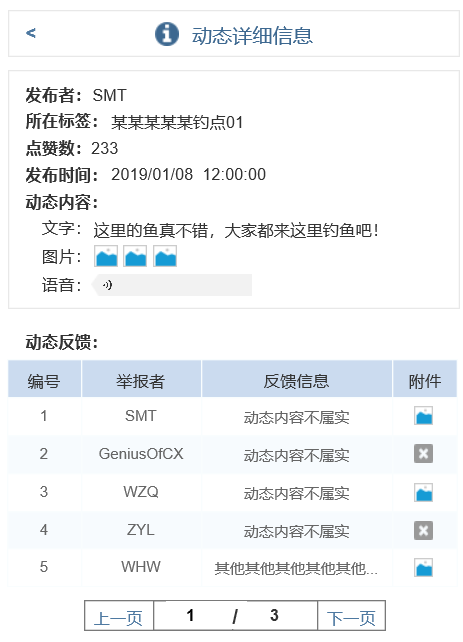 < 动态详细信息
发布者：SMT
所在标签：某某某某某钓点01
点赞数：233
发布时间：2019/01/08 12:00:00
动态内容：
文字：这里的鱼真不错，大家都来这里钓鱼吧！
图片：
语音：
动态反馈：
编号 举报者 反馈信息 附件
1 SMT 动态内容不属实
2 GeniusOfCX 动态内容不属实
3 WZQ 动态内容不属实
4 ZYL 动态内容不属实
5 WHW 其他其他其他其他其他...
上一页 1 / 3 下一页